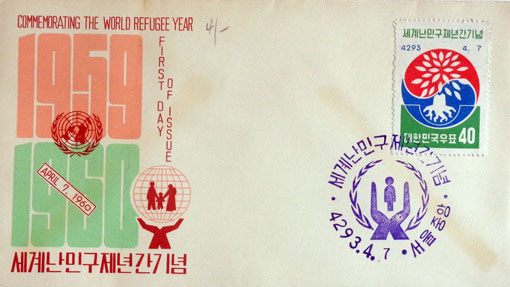 COMMEMORATING THE WORLD REFUGEE YEAR
4/-
1959
1960
FIRST DAY
OF ISSUE
APRIL 7, 1960
세계난민구제년간기념
세계난민구제년간기념
4293 4. 7
대한민국우표 40
세계난민구제년간기념
4293.4. 7
서울중앙